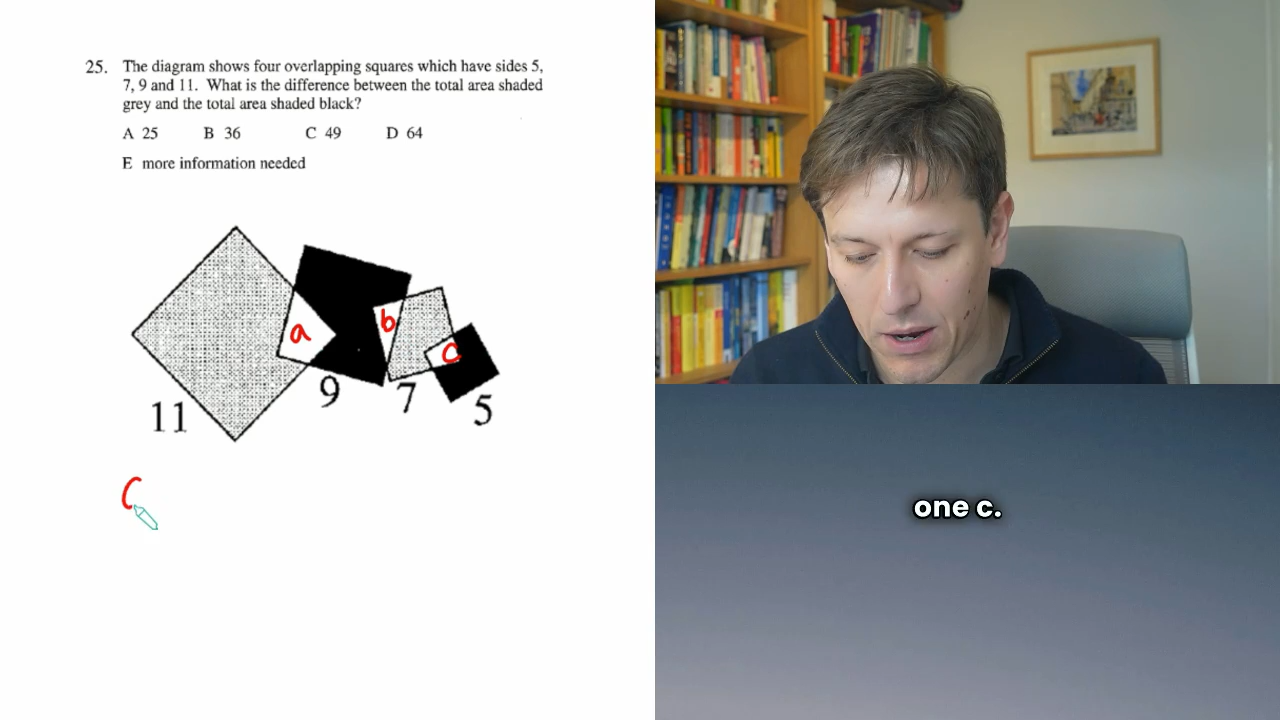 25. The diagram shows four overlapping squares which have sides 5,
7, 9 and 11. What is the difference between the total area shaded
grey and the total area shaded black?
A 25 B 36 C 49 D 64
E more information needed
a
b
c
11
9
7
5
(
one c.